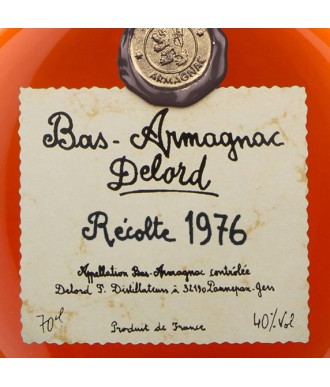 ARMAGNAC
Bas-Armagnac
Delord
Récolte 1976
Appellation Bas-Armagnac contrôlée
Delord F. Distillateurs à 32190 Lannepax-Gers
70cl
40% Vol
Produit de France